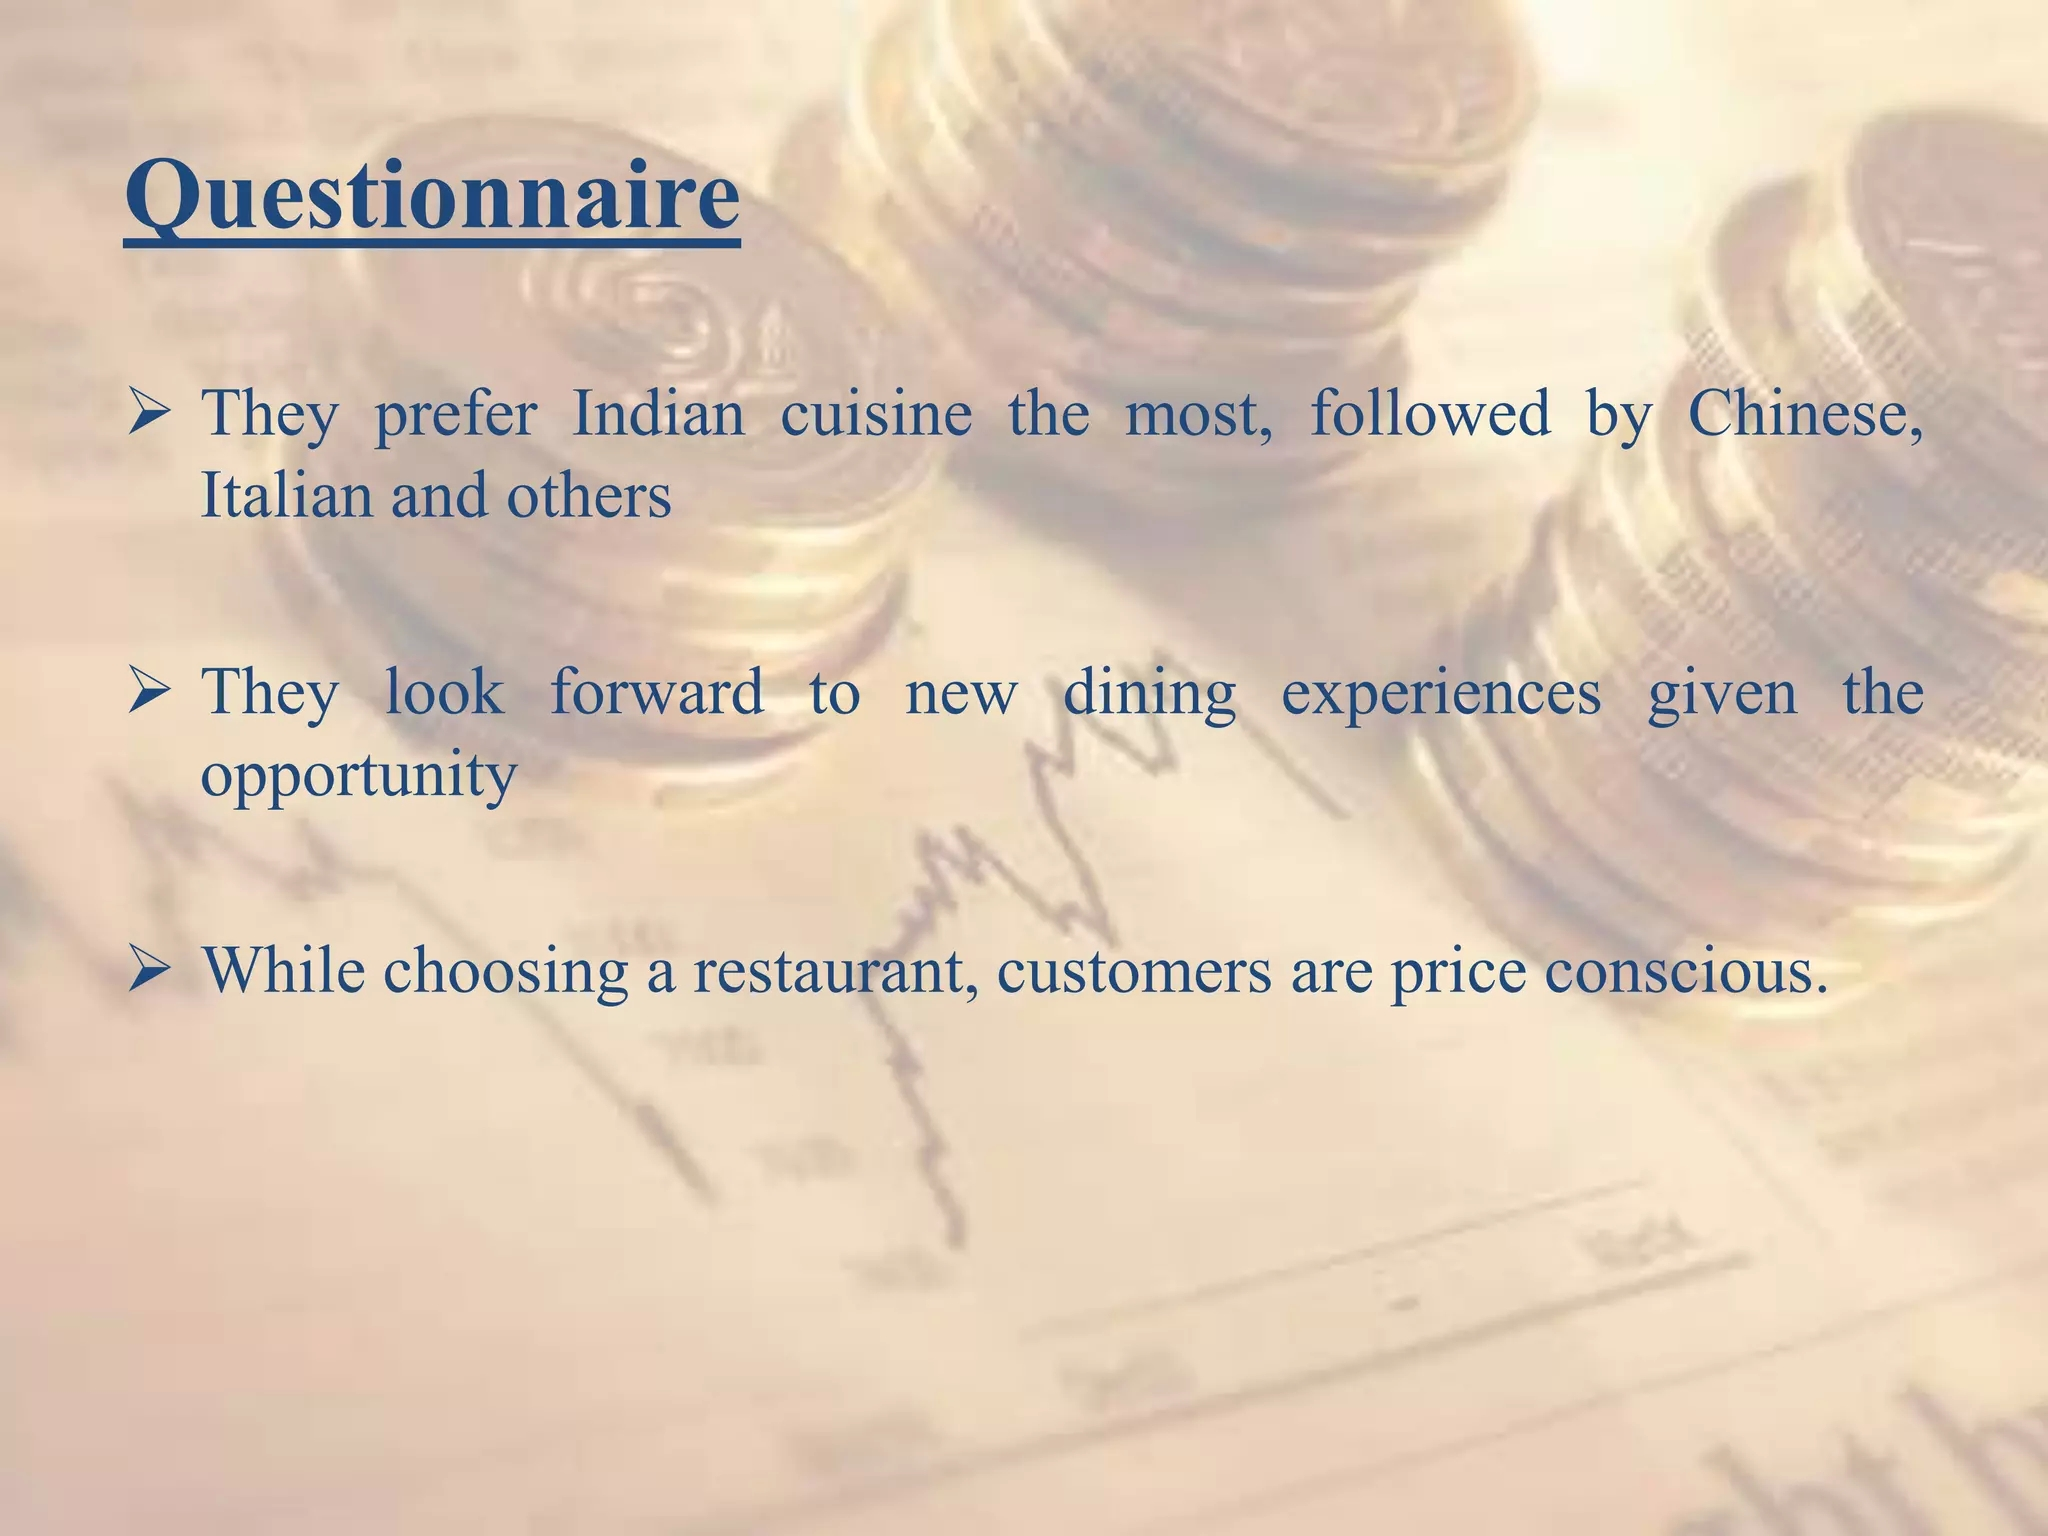 Questionnaire
➢ They prefer Indian cuisine the most, followed by Chinese,
Italian and others
➢ They look forward to new dining experiences given the
opportunity
➢ While choosing a restaurant, customers are price conscious.